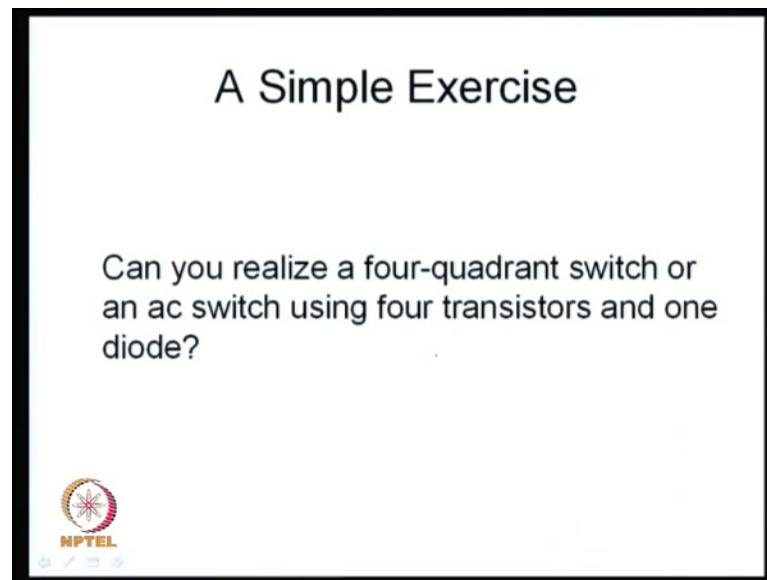 A Simple Exercise
Can you realize a four-quadrant switch or
an ac switch using four transistors and one
diode?
NPTEL